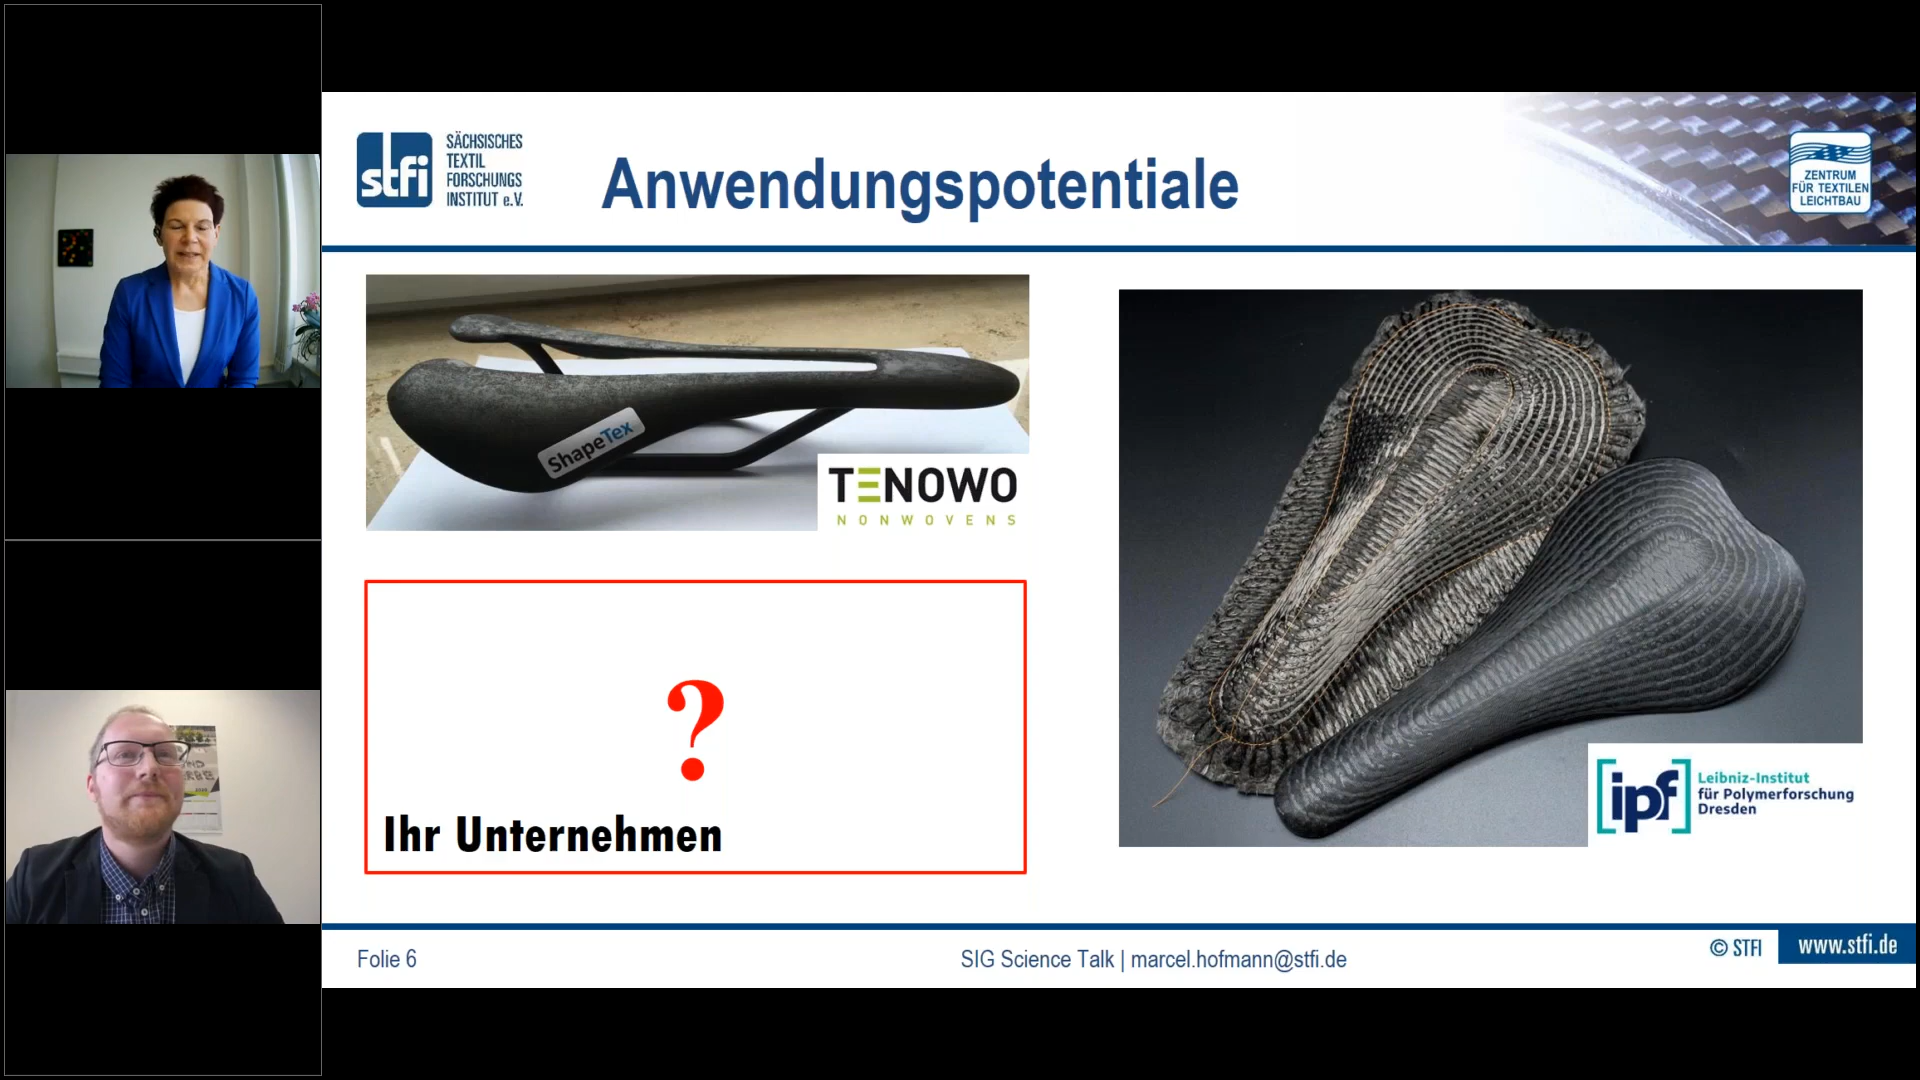 stfi
SÄCHSISCHES
TEXTIL
FORSCHUNGS
INSTITUT e.V.
Anwendungspotentiale
ZENTRUM
FÜR TEXTILEN
LEICHTBAU
ShapeTex
TENOWO
NONWOVENS
?
Ihr Unternehmen
ipf
Leibniz-Institut
für Polymerforschung
Dresden
Folie 6
SIG Science Talk | marcel.hofmann@stfi.de
© STFI
www.stfi.de